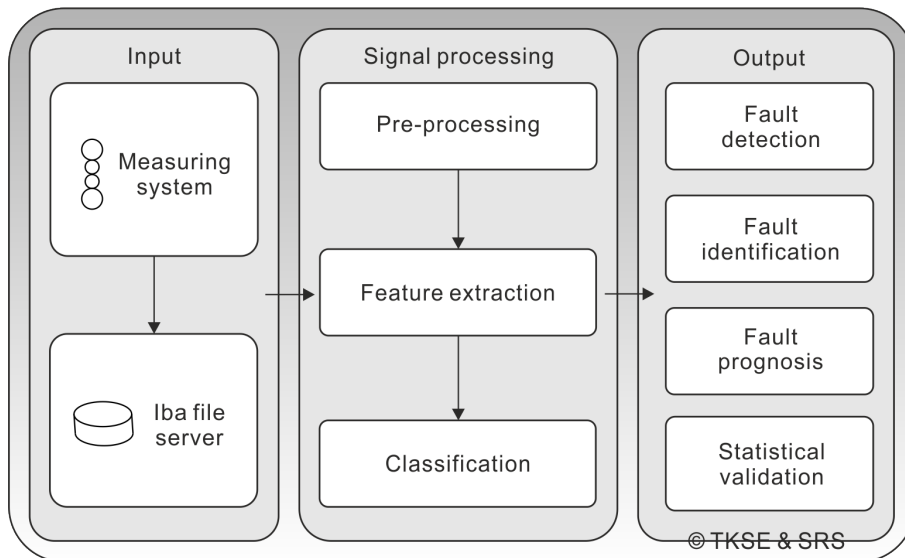 Input
Measuring
system
Iba file
server
Signal processing
Pre-processing
Feature extraction
Classification
Output
Fault
detection
Fault
identification
Fault
prognosis
Statistical
validation
© TKSE & SRS